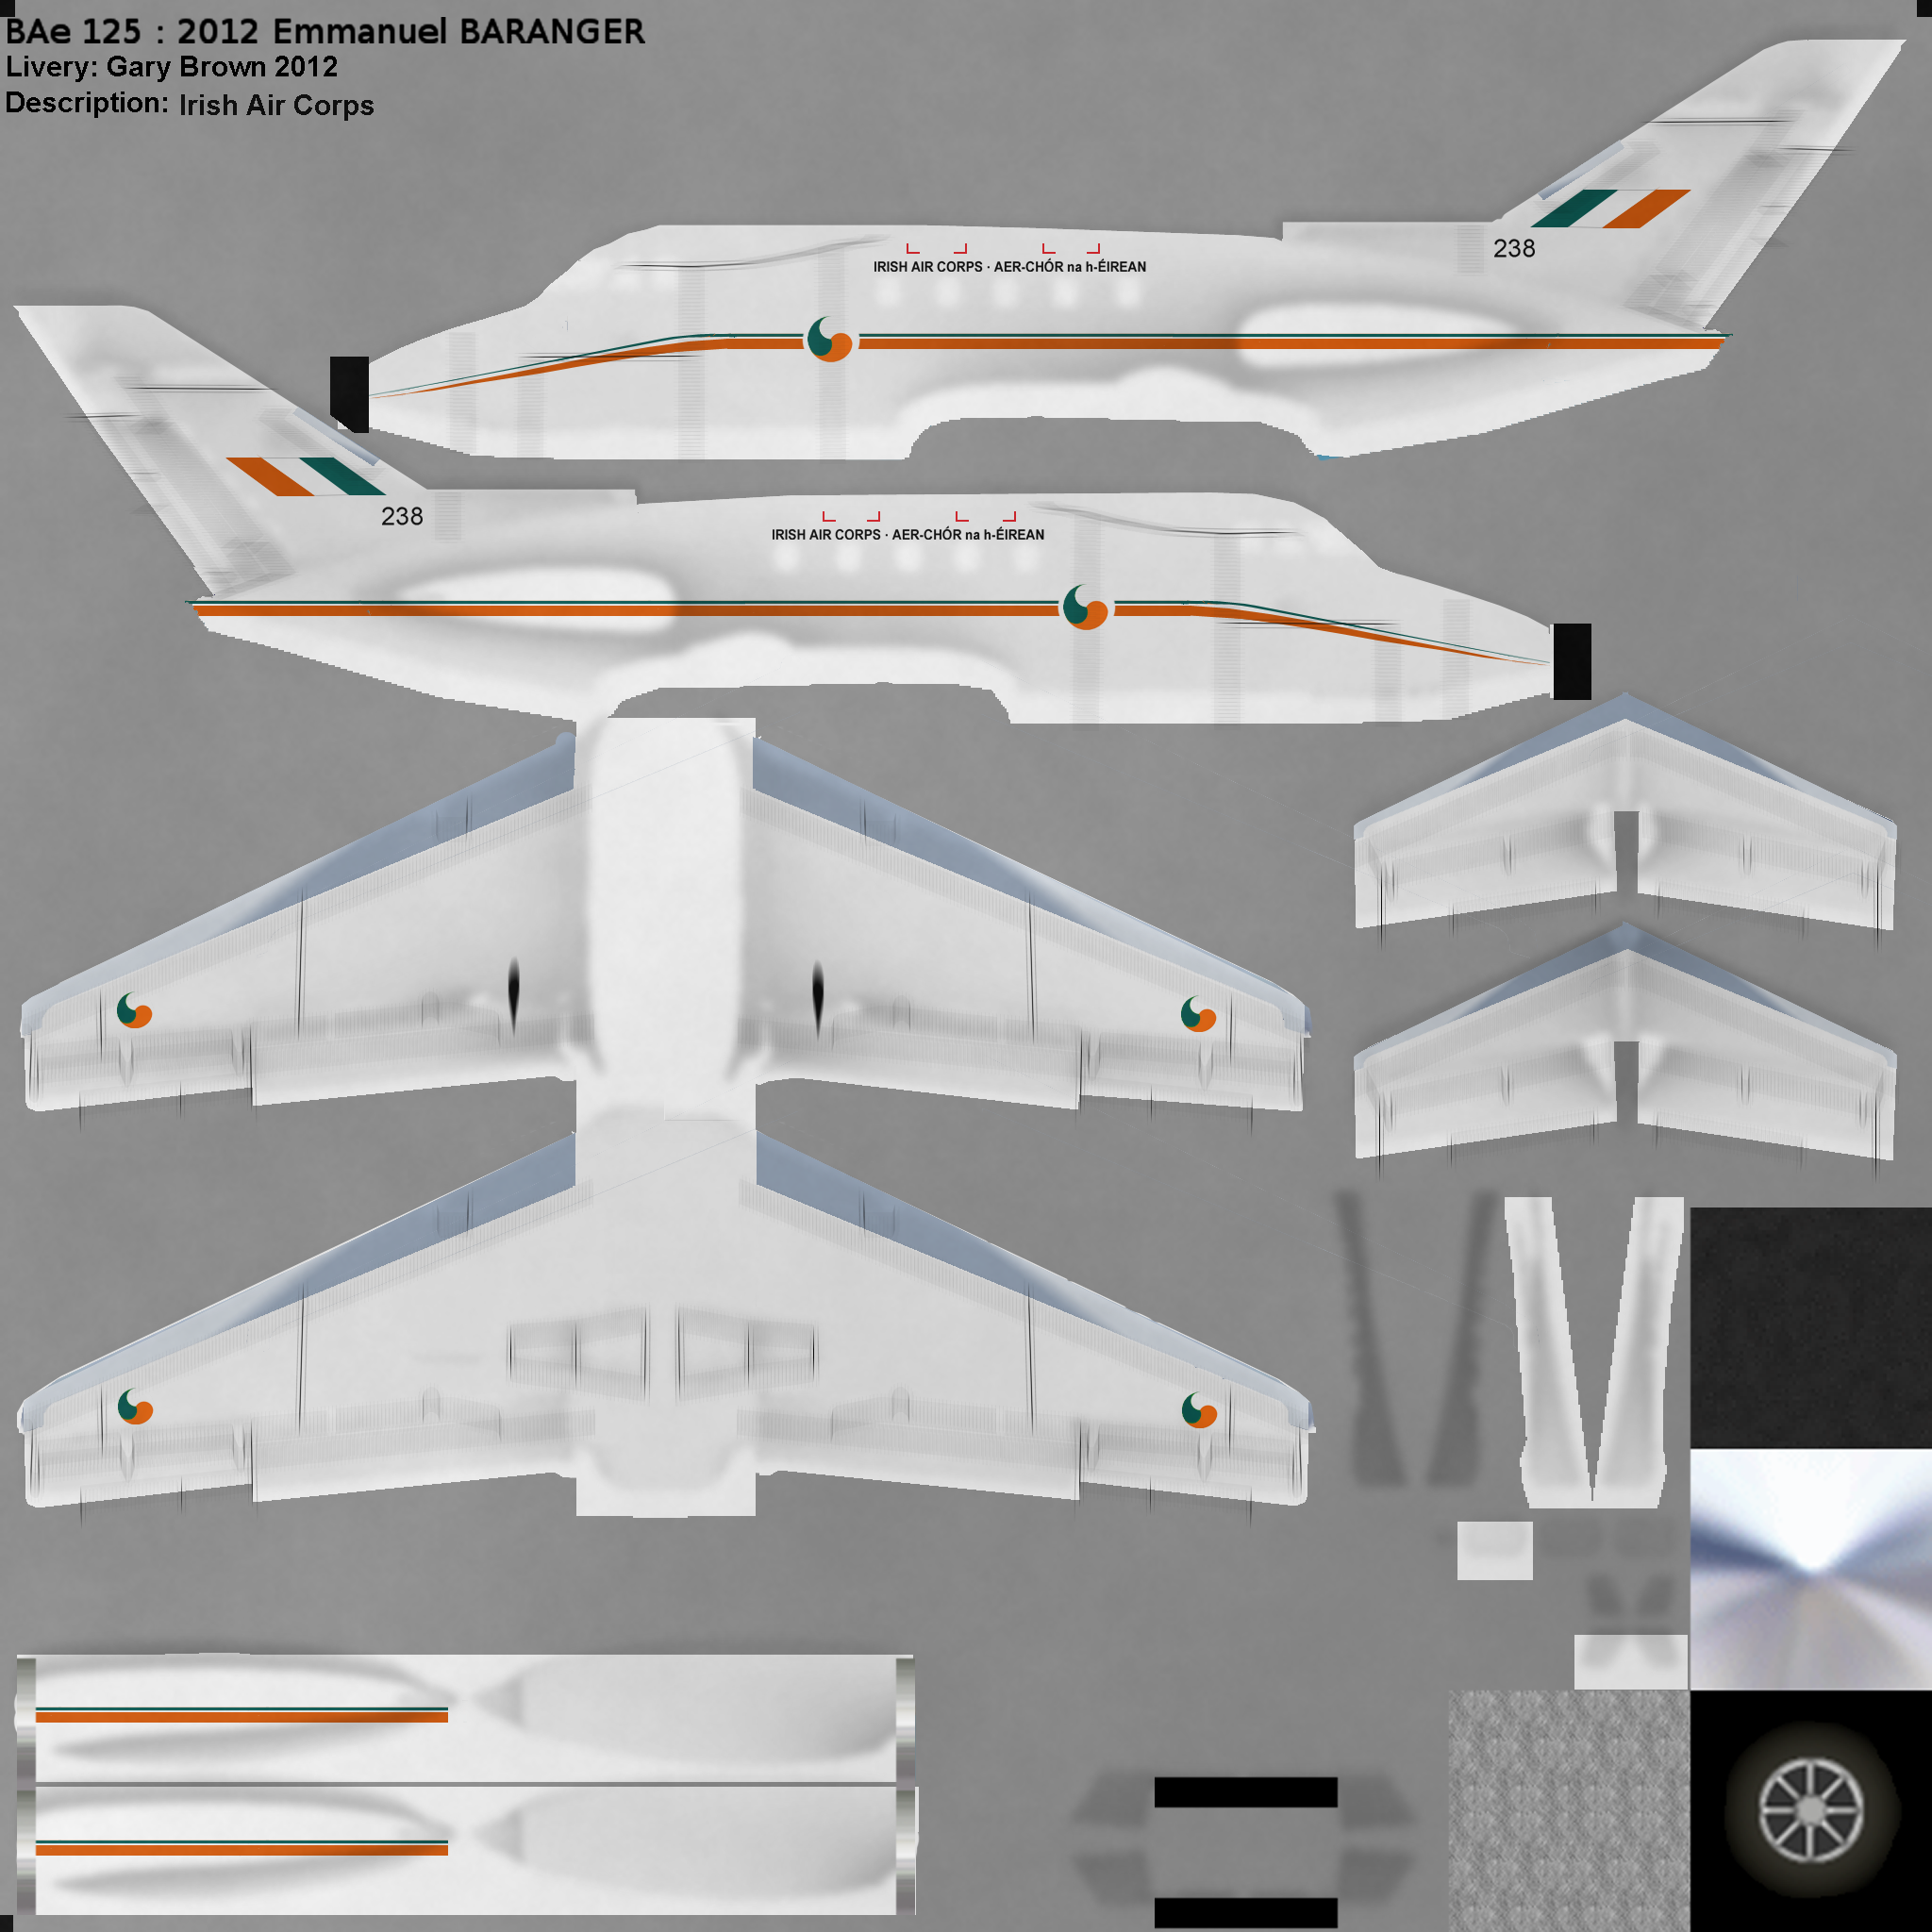 BAe 125 : 2012 Emmanuel BARANGER
Livery: Gary Brown 2012
Description: Irish Air Corps
238
IRISH AIR CORPS · AER-CHÓR na h-ÉIREAN
238
IRISH AIR CORPS · AER-CHÓR na h-ÉIREAN